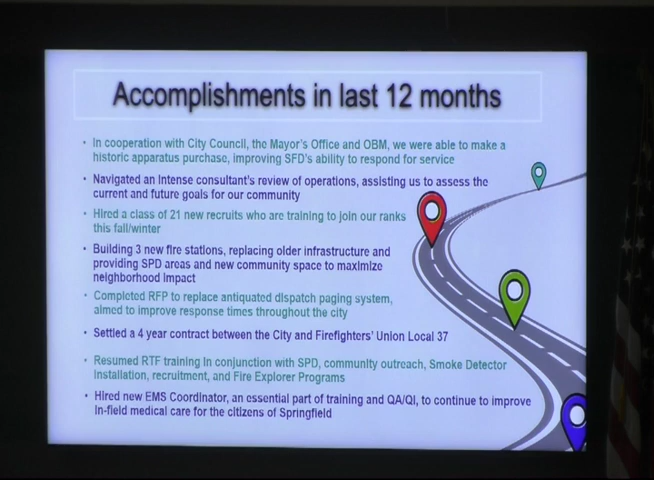 Accomplishments in last 12 months
• In cooperation with City Council, the Mayor's Office and OBM, we were able to make a
historic apparatus purchase, improving SFD's ability to respond for service
• Navigated an Intense consultant's review of operations, assisting us to assess the
current and future goals for our community
• Hired a class of 21 new recruits who are training to join our ranks
this fall/winter
• Building 3 new fire stations, replacing older infrastructure and
providing SPD areas and new community space to maximize
neighborhood impact
• Completed RFP to replace antiquated dispatch paging system,
aimed to improve response times throughout the city
• Settled a 4 year contract between the City and Firefighters' Union Local 37
• Resumed RTF training in conjunction with SPD, community outreach, Smoke Detector
Installation, recruitment, and Fire Explorer Programs
• Hired new EMS Coordinator, an essential part of training and QA/QI, to continue to improve
In-field medical care for the citizens of Springfield